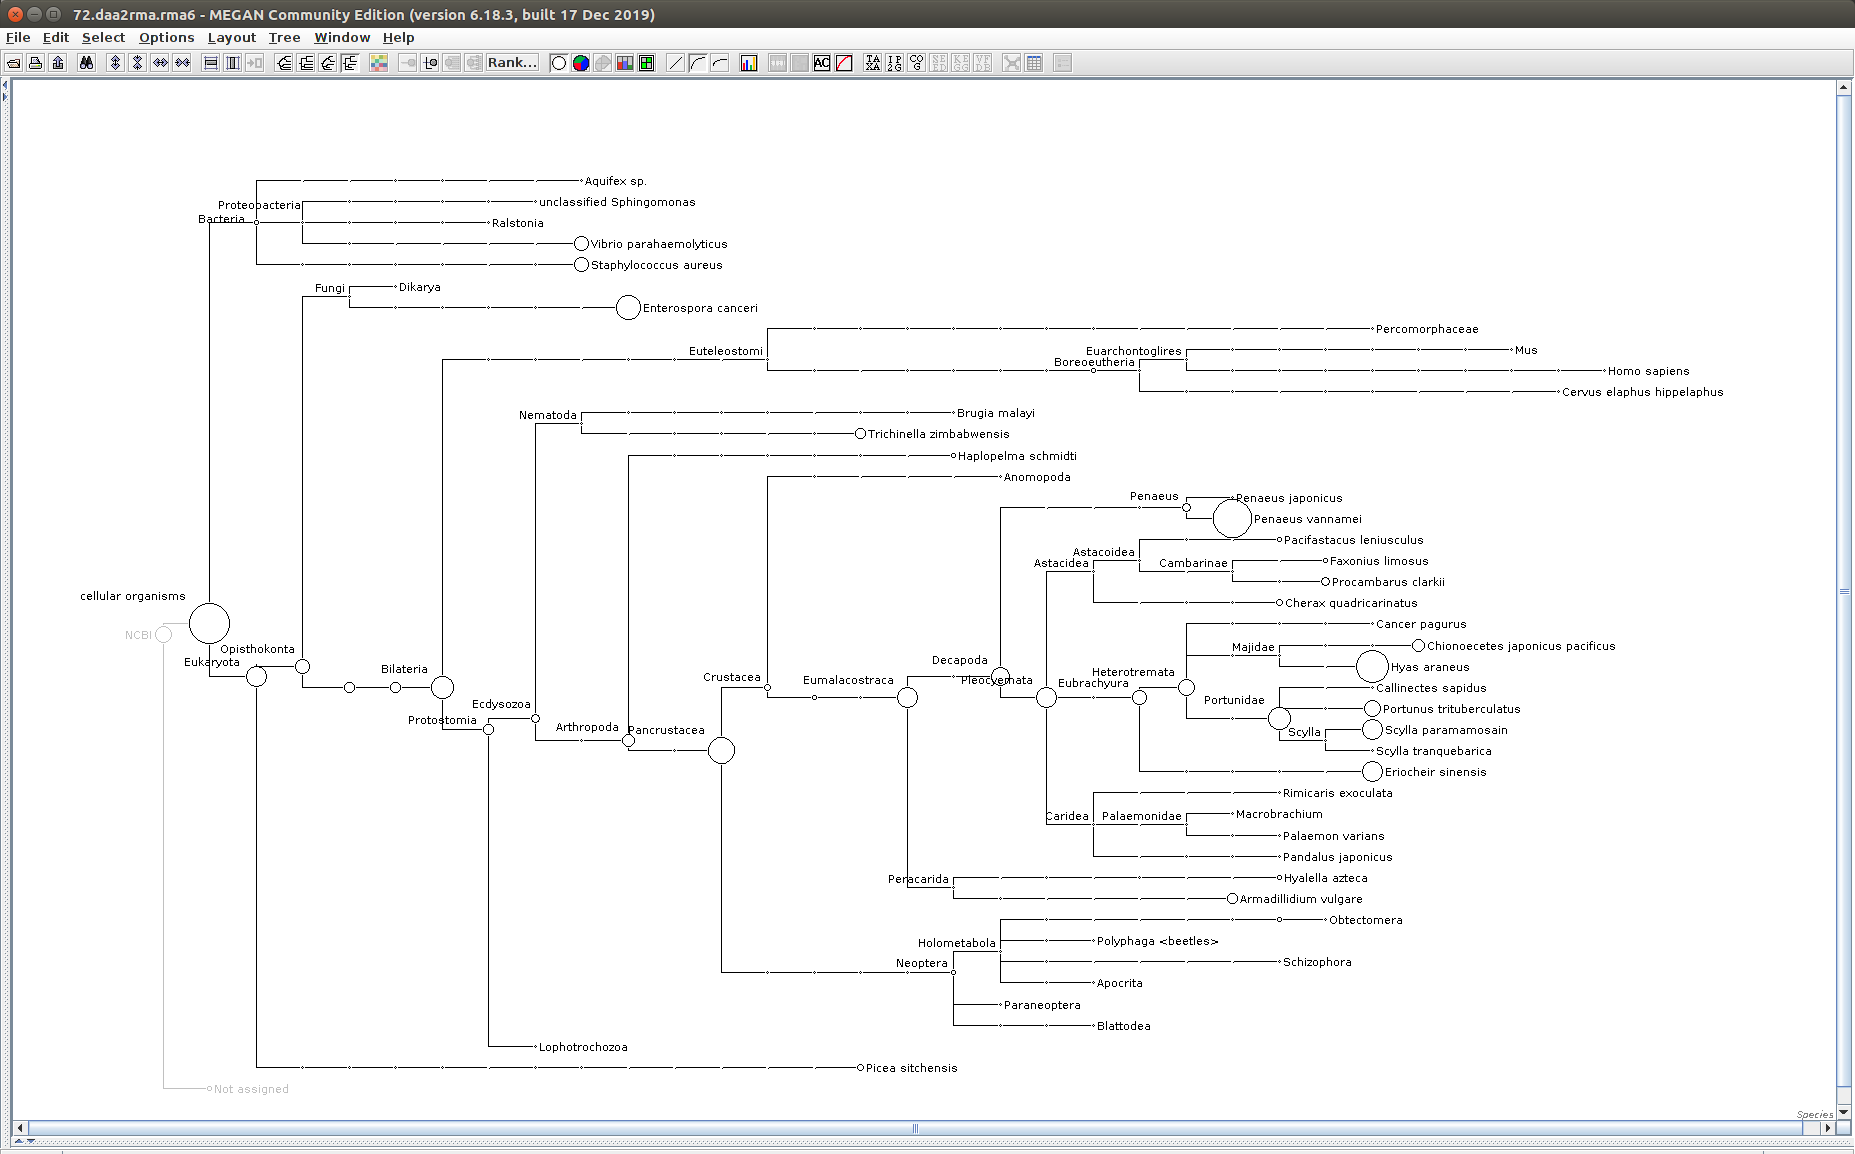 72.daa2rma.rma6 - MEGAN Community Edition (version 6.18.3, built 17 Dec 2019)
File Edit Select Options Layout Tree Window Help
Rank...
AC
TAXA
IP2G
COG
SEED
KEGG
VFDB
Aquifex sp.
Proteobacteria
unclassified Sphingomonas
Bacteria
Ralstonia
Vibrio parahaemolyticus
Staphylococcus aureus
Fungi
Dikarya
Enterospora canceri
Percomorphaceae
Euteleostomi
Euarchontoglires
Mus
Boreoeutheria
Homo sapiens
Cervus elaphus hippelaphus
Nematoda
Brugia malayi
Trichinella zimbabwensis
Haplopelma schmidti
Anomopoda
Penaeus
Penaeus japonicus
Penaeus vannamei
Pacifastacus leniusculus
Astacoidea
Astacidea
Cambarinae
Faxonius limosus
Procambarus clarkii
cellular organisms
Cherax quadricarinatus
Cancer pagurus
NCBI
Opisthokonta
Majidae
Chionoecetes japonicus pacificus
Eukaryota
Bilateria
Decapoda
Hyas araneus
Crustacea
Eumalacostraca
Pleocyemata
Eubrachyura
Heterotremata
Callinectes sapidus
Ecdysozoa
Portunidae
Portunus trituberculatus
Protostomia
Arthropoda
Pancrustacea
Scylla
Scylla paramamosain
Scylla tranquebarica
Eriocheir sinensis
Rimicaris exoculata
Caridea
Palaemonidae
Macrobrachium
Palaemon varians
Pandalus japonicus
Peracarida
Hyalella azteca
Armadillidium vulgare
Obtectomera
Holometabola
Polyphaga <beetles>
Neoptera
Schizophora
Apocrita
Paraneoptera
Blattodea
Lophotrochozoa
Picea sitchensis
Not assigned
Species